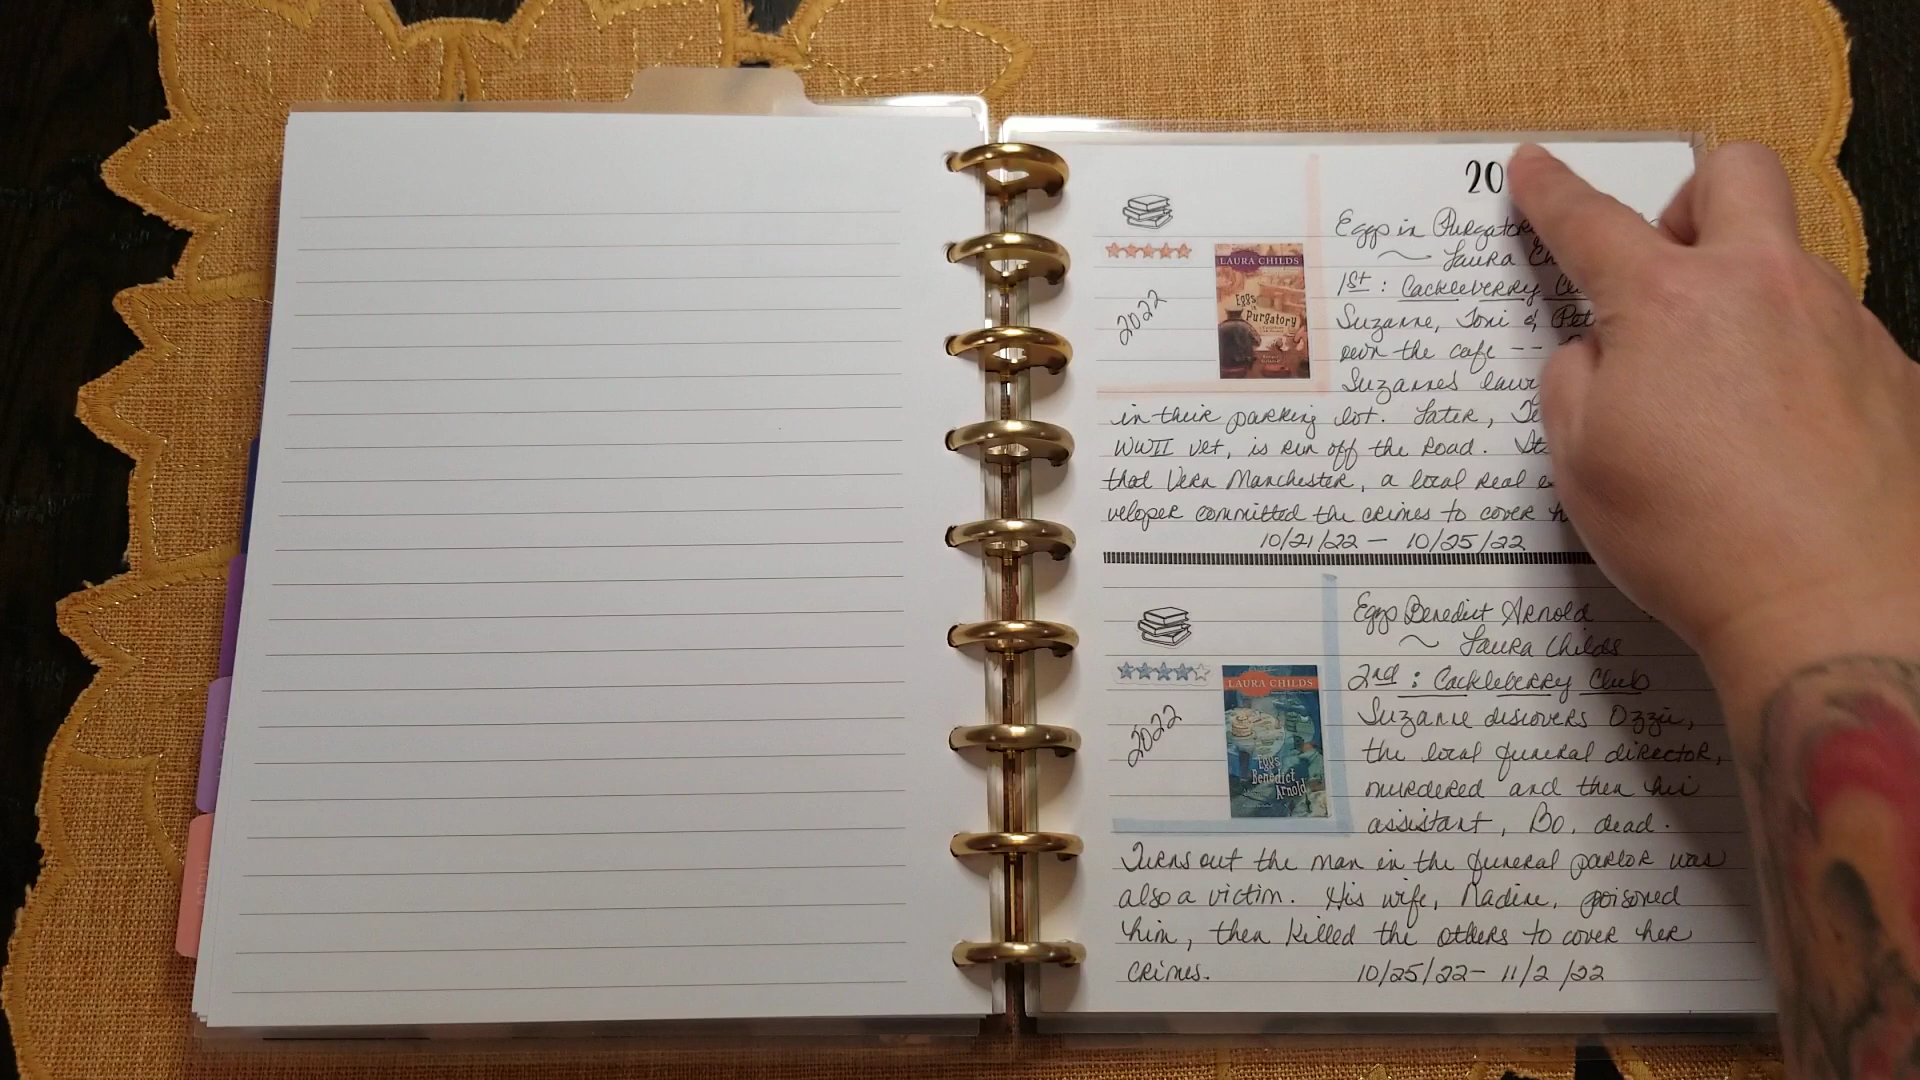 20
Eggs in Purgator
~ Laura Ch
1st : Cackleberry Clu
Suzanne, Toni & Pet
own the cafe --
Suzannes lawy
in their parking lot. Later,
WWII vet, is run off the road.
that Vern Manchester, a local real e
veloper committed the crimes to cover h
10/21/22 - 10/25/22
2022
LAURA CHILDS
Eggs
in
Purgatory
Eggs Benedict Arnold
~ Laura Childs
2nd : Cackleberry Club
Suzanne discovers Ozzie,
the local funeral director,
murdered and then his
assistant, Bo, dead.
Turns out the man in the funeral parlor was
also a victim. His wife, Nadine, poisoned
him, then killed the others to cover her
crimes. 10/25/22- 11/2/22
2022
LAURA CHILDS
Eggs
Benedict
Arnold